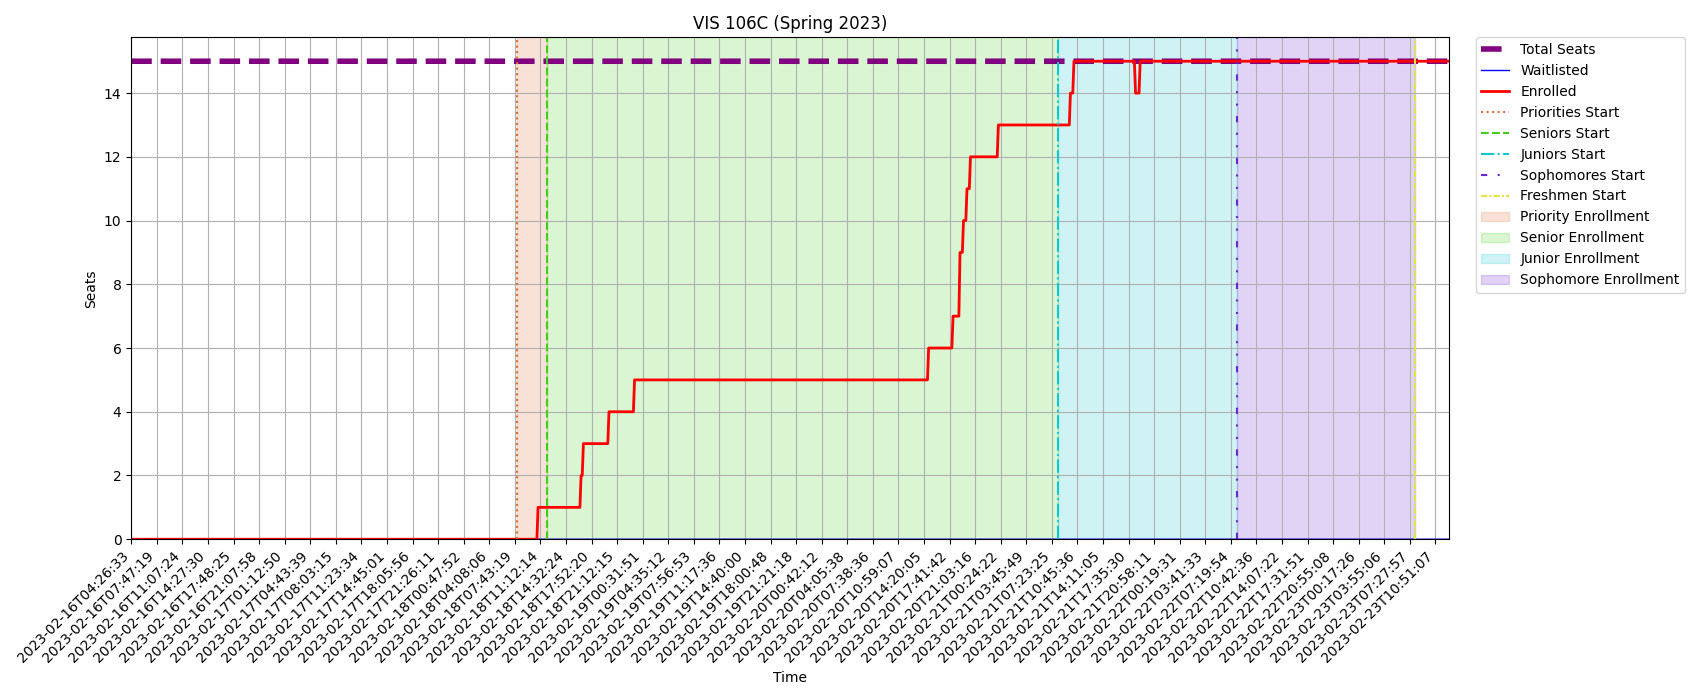 VIS 106C (Spring 2023)
Total Seats
Waitlisted
Enrolled
Priorities Start
Seniors Start
Juniors Start
Sophomores Start
Freshmen Start
Priority Enrollment
Senior Enrollment
Junior Enrollment
Sophomore Enrollment
Seats
14
12
10
8
6
4
2
0
2023-02-16T04:26:33
2023-02-16T07:47:19
2023-02-16T11:07:24
2023-02-16T14:27:30
2023-02-16T17:48:25
2023-02-16T21:07:58
2023-02-17T01:12:50
2023-02-17T04:43:39
2023-02-17T08:03:15
2023-02-17T11:23:34
2023-02-17T14:45:01
2023-02-17T18:05:56
2023-02-17T21:26:11
2023-02-18T00:47:52
2023-02-18T04:08:06
2023-02-18T07:43:19
2023-02-18T11:12:14
2023-02-18T14:32:24
2023-02-18T17:52:20
2023-02-18T21:12:15
2023-02-19T00:31:51
2023-02-19T04:35:12
2023-02-19T07:56:53
2023-02-19T11:17:36
2023-02-19T14:40:00
2023-02-19T18:00:48
2023-02-19T21:21:18
2023-02-20T00:42:12
2023-02-20T04:05:38
2023-02-20T07:38:36
2023-02-20T10:59:07
2023-02-20T14:20:05
2023-02-20T17:41:42
2023-02-20T21:03:16
2023-02-21T00:24:22
2023-02-21T03:45:49
2023-02-21T07:23:25
2023-02-21T10:45:36
2023-02-21T14:11:05
2023-02-21T17:35:30
2023-02-21T20:58:11
2023-02-22T00:19:31
2023-02-22T03:41:33
2023-02-22T07:19:54
2023-02-22T10:42:36
2023-02-22T14:07:22
2023-02-22T17:31:51
2023-02-22T20:55:08
2023-02-23T00:17:26
2023-02-23T03:55:06
2023-02-23T07:27:57
2023-02-23T10:51:07
Time